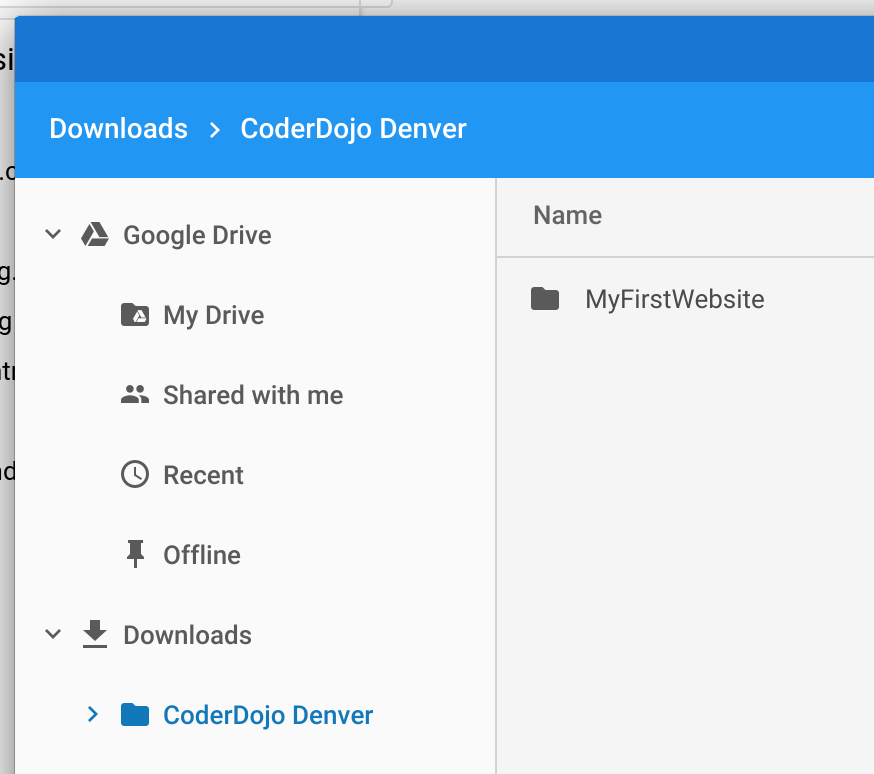 Downloads > CoderDojo Denver
Google Drive
My Drive
Shared with me
Recent
Offline
Downloads
CoderDojo Denver
Name
MyFirstWebsite